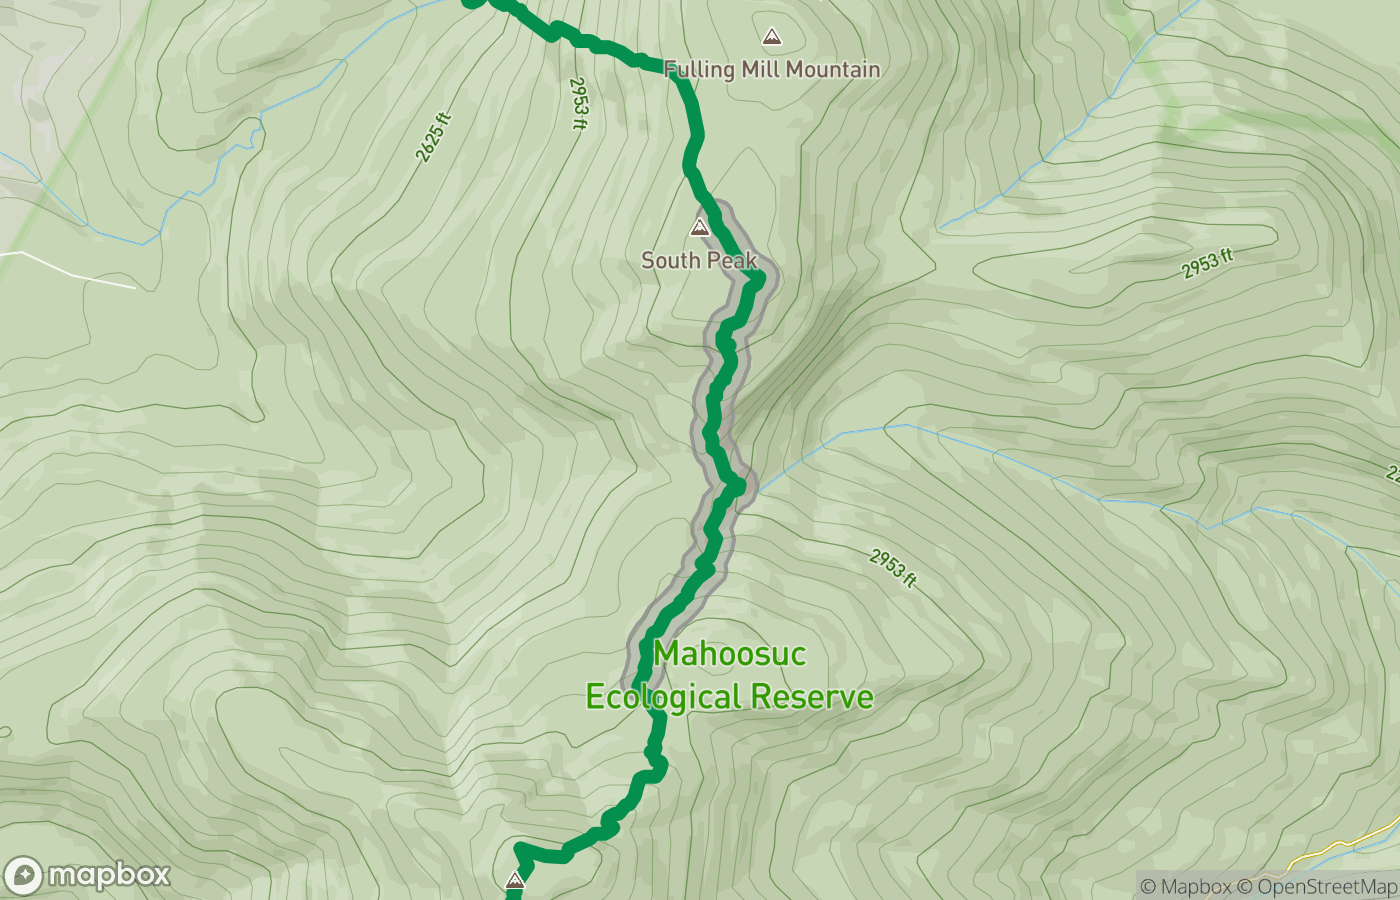 Fulling Mill Mountain
2953 ft
2625 ft
South Peak
2953 ft
2953 ft
Mahoosuc
Ecological Reserve
mapbox
© Mapbox © OpenStreetMap